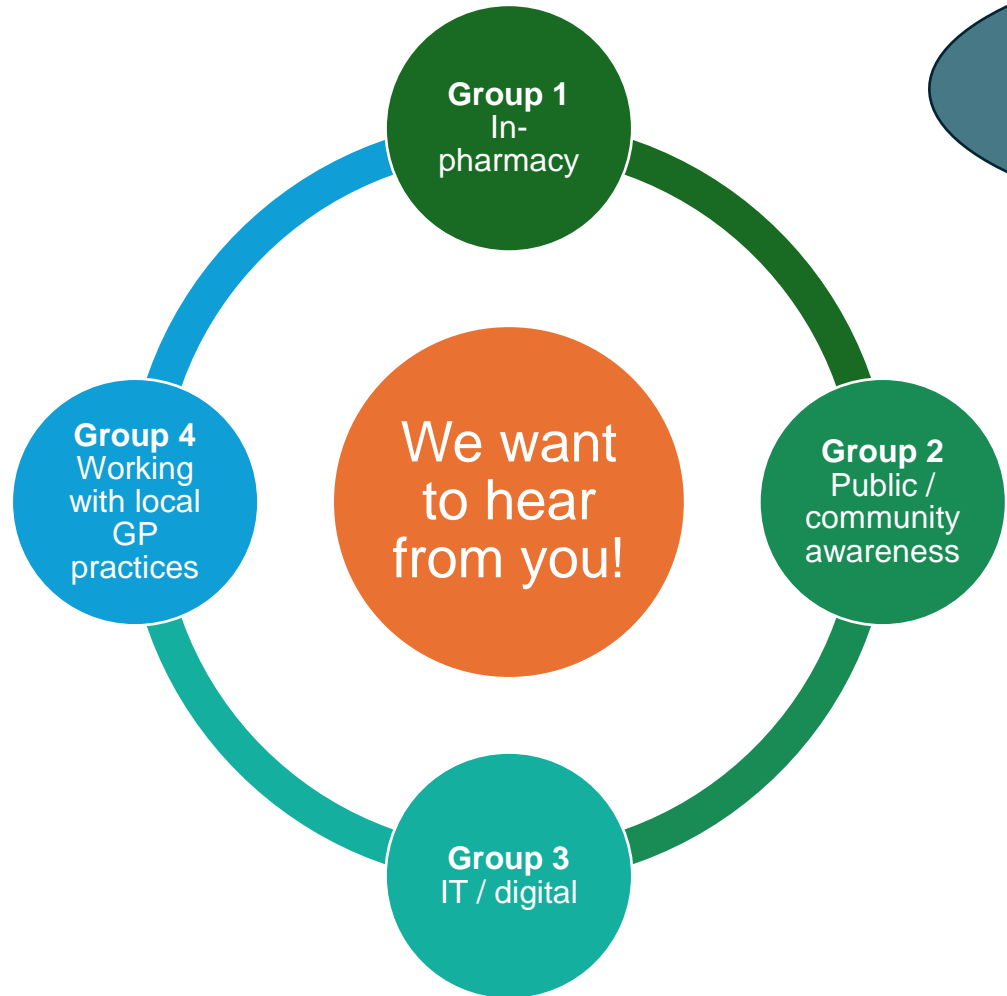 Group 1
In-
pharmacy
Group 2
Public /
community
awareness
Group 3
IT / digital
Group 4
Working
with local
GP
practices
We want
to hear
from you!